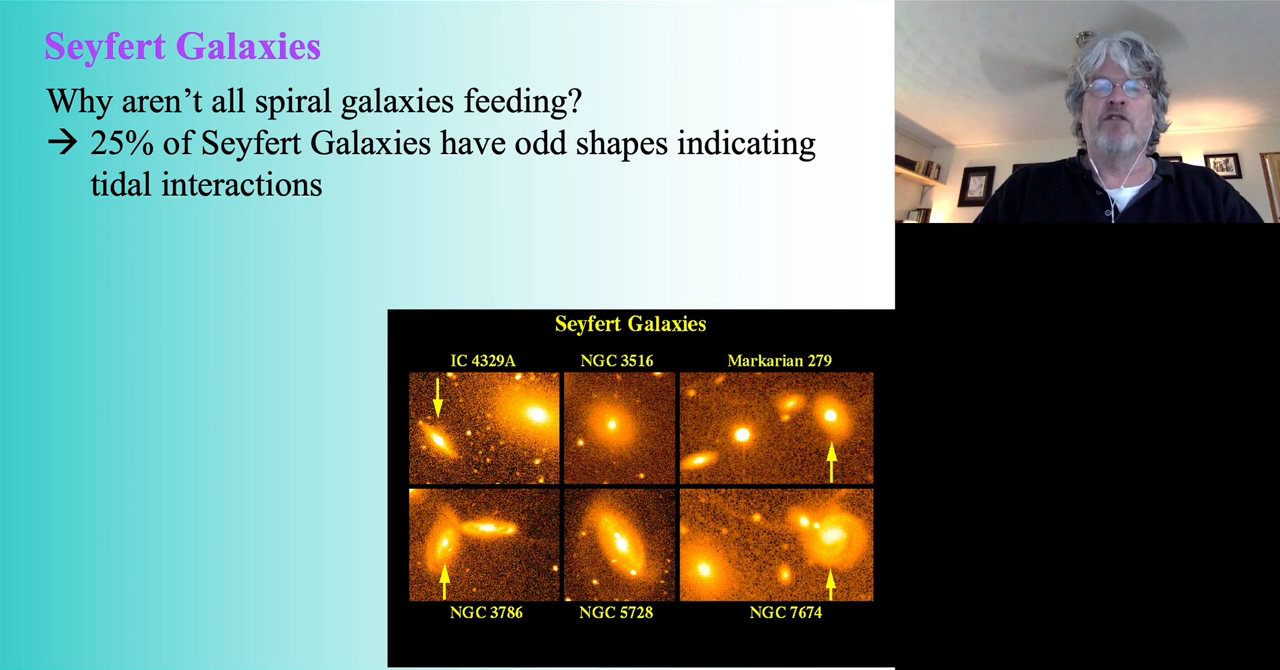 Seyfert Galaxies
Why aren’t all spiral galaxies feeding?
→ 25% of Seyfert Galaxies have odd shapes indicating
tidal interactions
Seyfert Galaxies
IC 4329A NGC 3516 Markarian 279
NGC 3786 NGC 5728 NGC 7674